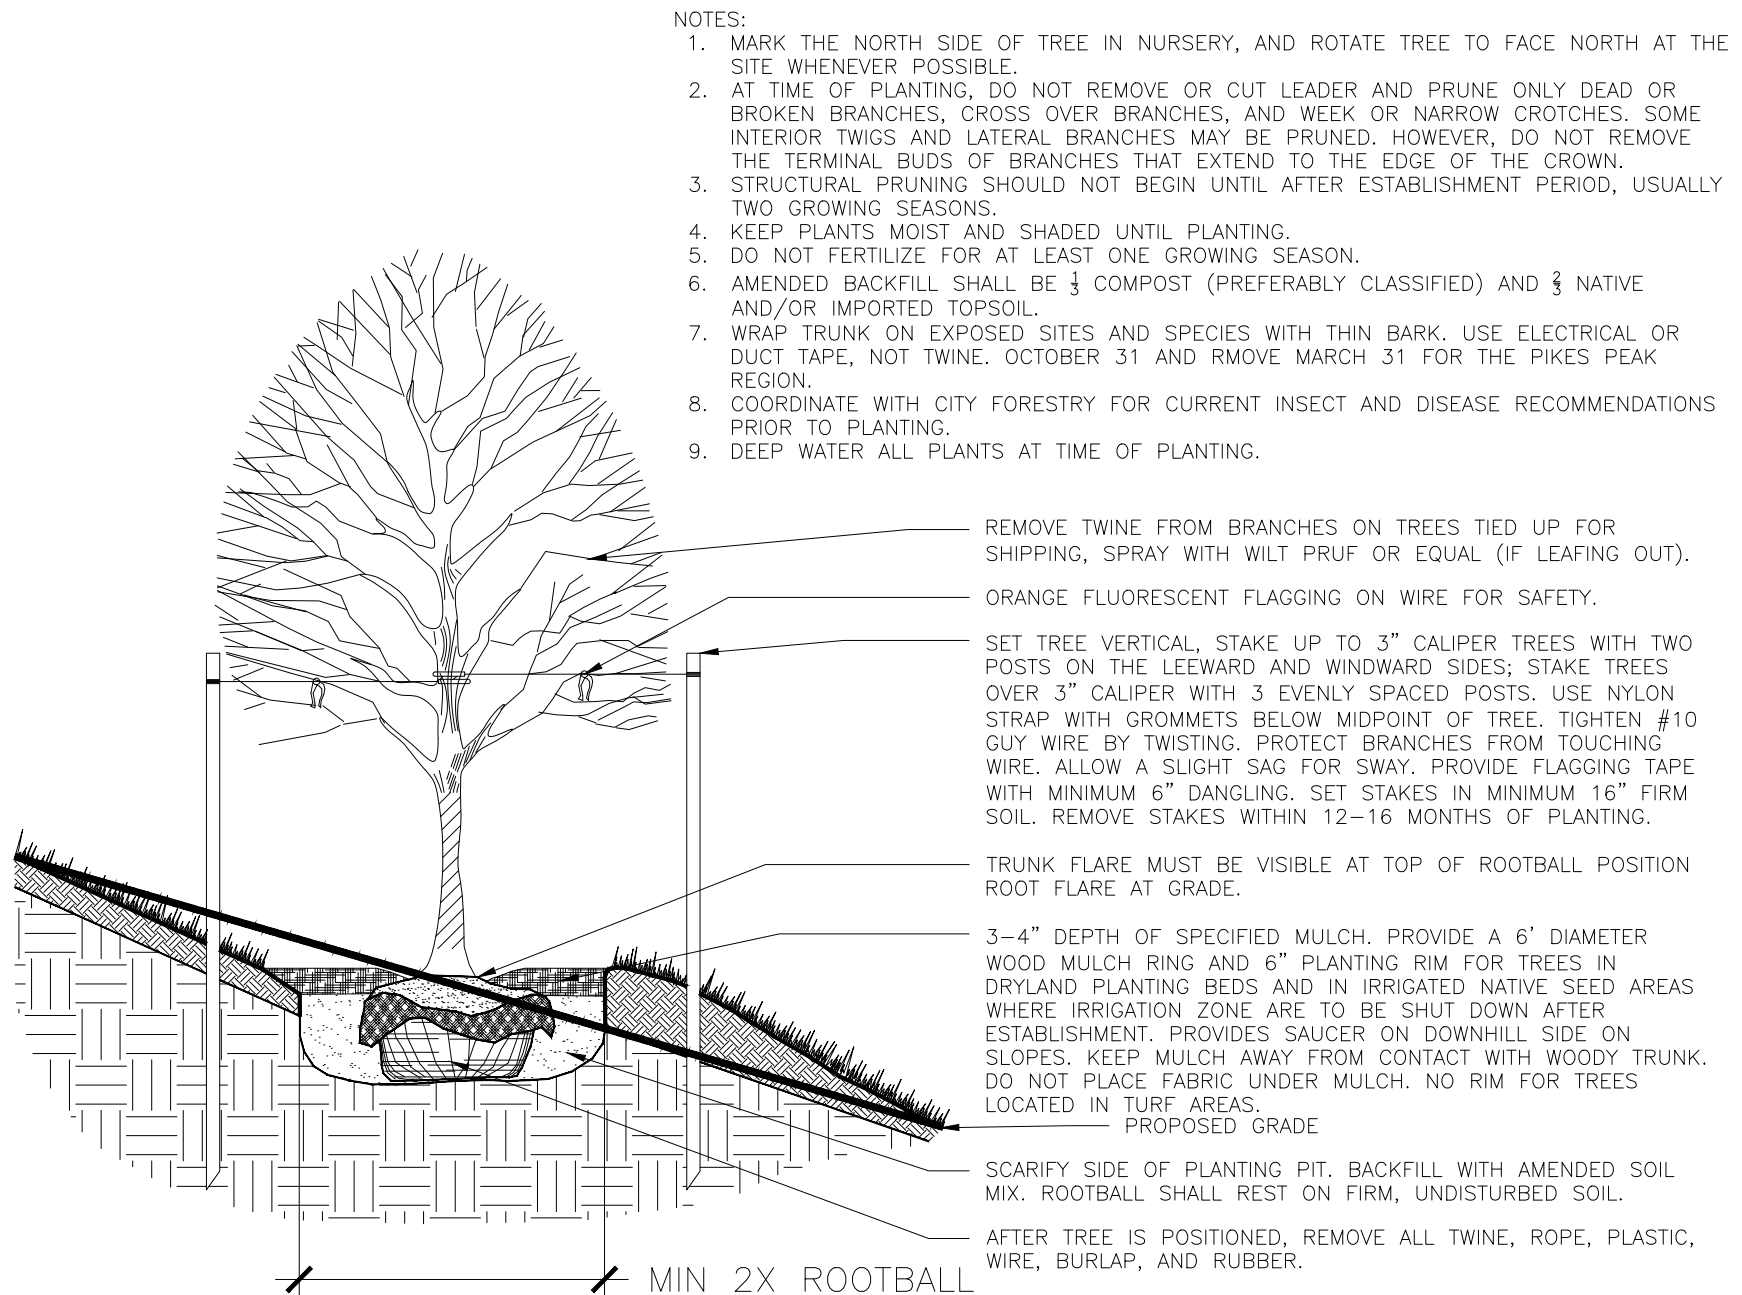 NOTES:
1. MARK THE NORTH SIDE OF TREE IN NURSERY, AND ROTATE TREE TO FACE NORTH AT THE
SITE WHENEVER POSSIBLE.
2. AT TIME OF PLANTING, DO NOT REMOVE OR CUT LEADER AND PRUNE ONLY DEAD OR
BROKEN BRANCHES, CROSS OVER BRANCHES, AND WEEK OR NARROW CROTCHES. SOME
INTERIOR TWIGS AND LATERAL BRANCHES MAY BE PRUNED. HOWEVER, DO NOT REMOVE
THE TERMINAL BUDS OF BRANCHES THAT EXTEND TO THE EDGE OF THE CROWN.
3. STRUCTURAL PRUNING SHOULD NOT BEGIN UNTIL AFTER ESTABLISHMENT PERIOD, USUALLY
TWO GROWING SEASONS.
4. KEEP PLANTS MOIST AND SHADED UNTIL PLANTING.
5. DO NOT FERTILIZE FOR AT LEAST ONE GROWING SEASON.
6. AMENDED BACKFILL SHALL BE 1/3 COMPOST (PREFERABLY CLASSIFIED) AND 2/3 NATIVE
AND/OR IMPORTED TOPSOIL.
7. WRAP TRUNK ON EXPOSED SITES AND SPECIES WITH THIN BARK. USE ELECTRICAL OR
DUCT TAPE, NOT TWINE. OCTOBER 31 AND RMOVE MARCH 31 FOR THE PIKES PEAK
REGION.
8. COORDINATE WITH CITY FORESTRY FOR CURRENT INSECT AND DISEASE RECOMMENDATIONS
PRIOR TO PLANTING.
9. DEEP WATER ALL PLANTS AT TIME OF PLANTING.
REMOVE TWINE FROM BRANCHES ON TREES TIED UP FOR
SHIPPING, SPRAY WITH WILT PRUF OR EQUAL (IF LEAFING OUT).
ORANGE FLUORESCENT FLAGGING ON WIRE FOR SAFETY.
SET TREE VERTICAL, STAKE UP TO 3" CALIPER TREES WITH TWO
POSTS ON THE LEEWARD AND WINDWARD SIDES; STAKE TREES
OVER 3" CALIPER WITH 3 EVENLY SPACED POSTS. USE NYLON
STRAP WITH GROMMETS BELOW MIDPOINT OF TREE. TIGHTEN #10
GUY WIRE BY TWISTING. PROTECT BRANCHES FROM TOUCHING
WIRE. ALLOW A SLIGHT SAG FOR SWAY. PROVIDE FLAGGING TAPE
WITH MINIMUM 6" DANGLING. SET STAKES IN MINIMUM 16" FIRM
SOIL. REMOVE STAKES WITHIN 12-16 MONTHS OF PLANTING.
TRUNK FLARE MUST BE VISIBLE AT TOP OF ROOTBALL POSITION
ROOT FLARE AT GRADE.
3-4" DEPTH OF SPECIFIED MULCH. PROVIDE A 6' DIAMETER
WOOD MULCH RING AND 6" PLANTING RIM FOR TREES IN
DRYLAND PLANTING BEDS AND IN IRRIGATED NATIVE SEED AREAS
WHERE IRRIGATION ZONE ARE TO BE SHUT DOWN AFTER
ESTABLISHMENT. PROVIDES SAUCER ON DOWNHILL SIDE ON
SLOPES. KEEP MULCH AWAY FROM CONTACT WITH WOODY TRUNK.
DO NOT PLACE FABRIC UNDER MULCH. NO RIM FOR TREES
LOCATED IN TURF AREAS.
PROPOSED GRADE
SCARIFY SIDE OF PLANTING PIT. BACKFILL WITH AMENDED SOIL
MIX. ROOTBALL SHALL REST ON FIRM, UNDISTURBED SOIL.
AFTER TREE IS POSITIONED, REMOVE ALL TWINE, ROPE, PLASTIC,
WIRE, BURLAP, AND RUBBER.
MIN 2X ROOTBALL